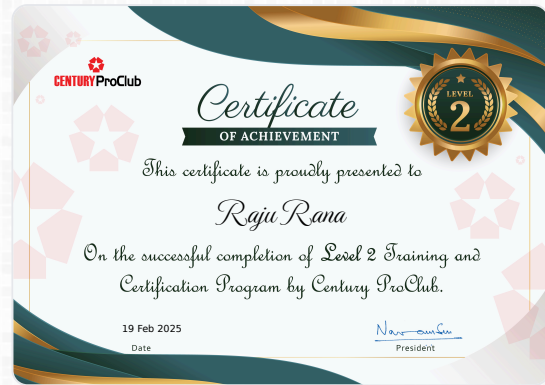 CENTURY ProClub
Certificate
OF ACHIEVEMENT
LEVEL
2
This certificate is proudly presented to
Raju Rana
On the successful completion of Level 2 Training and
Certification Program by Century ProClub.
19 Feb 2025
Date
President